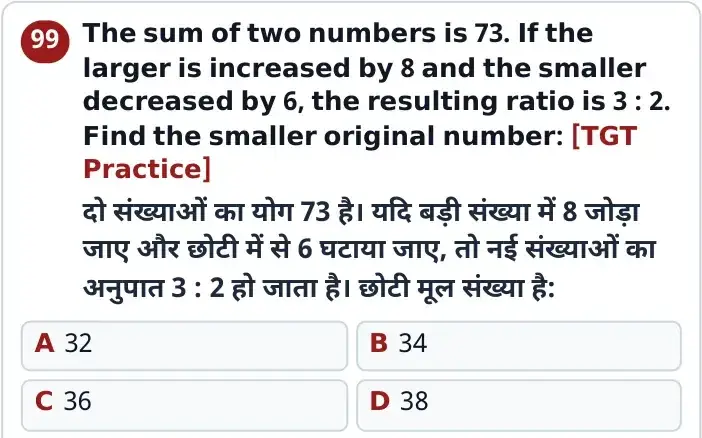 99
The sum of two numbers is 73. If the
larger is increased by 8 and the smaller
decreased by 6, the resulting ratio is 3 : 2.
Find the smaller original number: [TGT
Practice]
दो संख्याओं का योग 73 है। यदि बड़ी संख्या में 8 जोड़ा
जाए और छोटी में से 6 घटाया जाए, तो नई संख्याओं का
अनुपात 3 : 2 हो जाता है। छोटी मूल संख्या है:
A 32
B 34
C 36
D 38